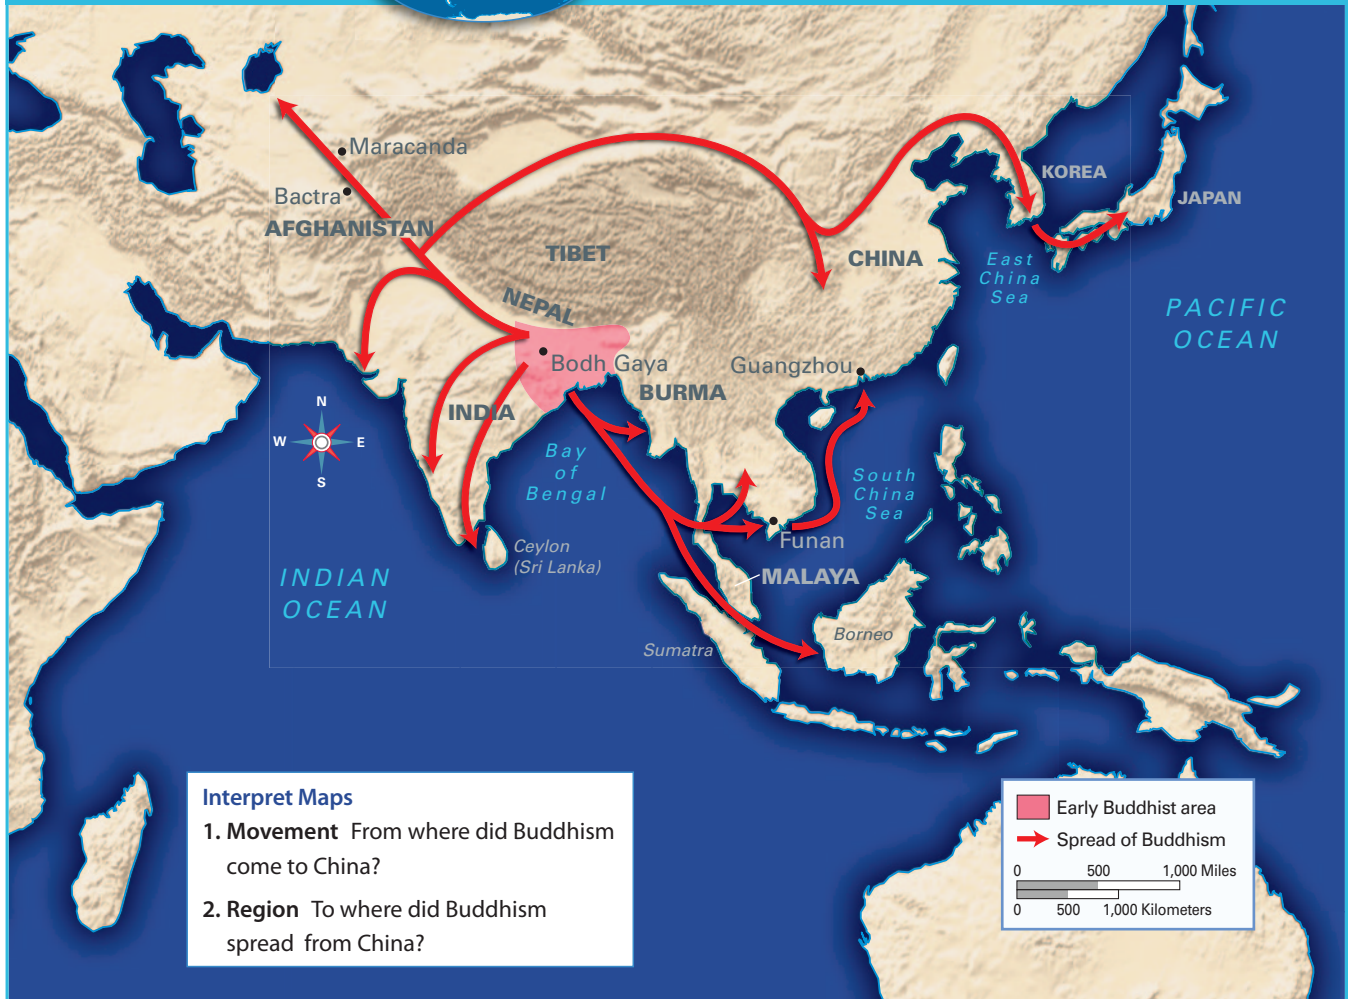 Maracanda
Bactra
AFGHANISTAN
TIBET
NEPAL
CHINA
KOREA
JAPAN
East
China
Sea
PACIFIC
OCEAN
Bodh Gaya
Guangzhou
BURMA
INDIA
N
W E
S
Bay
of
Bengal
South
China
Sea
Funan
Ceylon
(Sri Lanka)
MALAYA
INDIAN
OCEAN
Borneo
Sumatra
Interpret Maps
1. Movement From where did Buddhism
come to China?
2. Region To where did Buddhism
spread from China?
Early Buddhist area
Spread of Buddhism
0 500 1,000 Miles
0 500 1,000 Kilometers